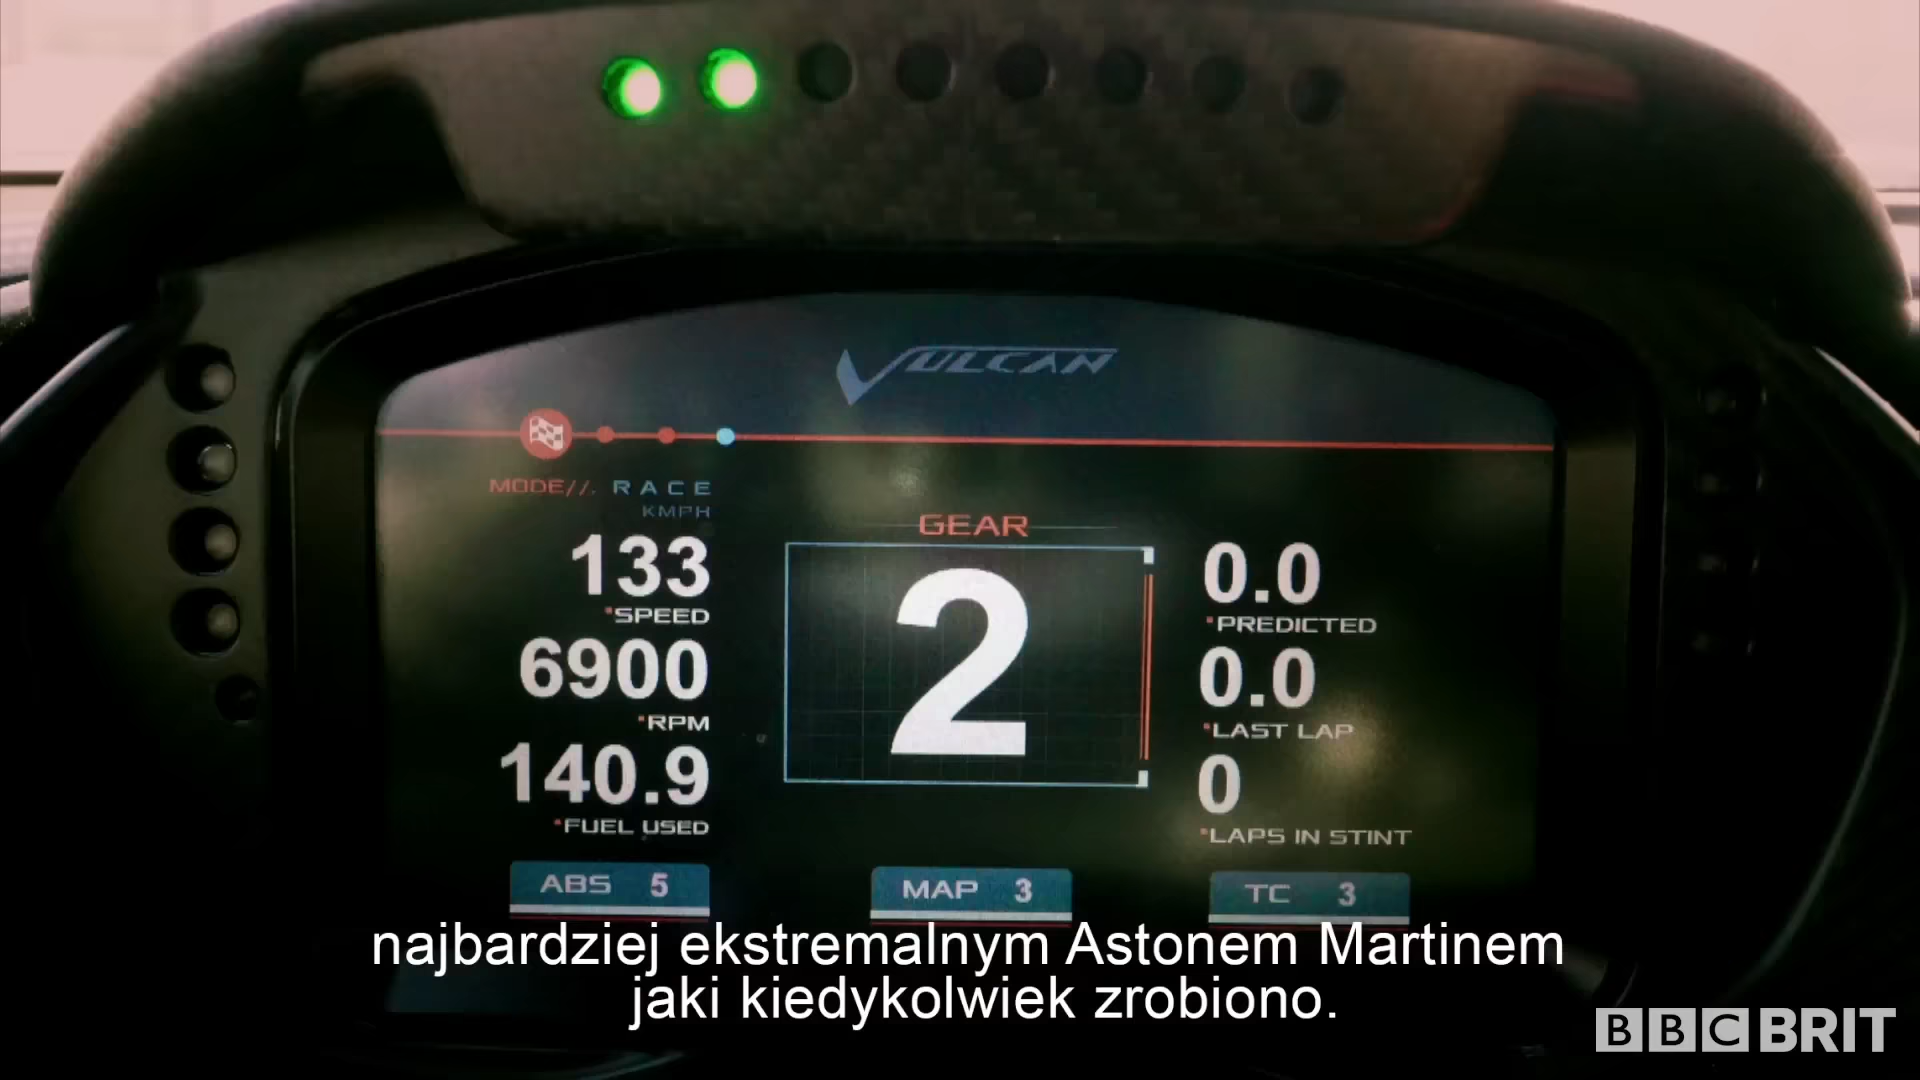 VULCAN
MODE//. RACE
KMPH
133
SPEED
6900
RPM
140.9
FUEL USED
GEAR
2
0.0
PREDICTED
0.0
LAST LAP
0
LAPS IN STINT
ABS 5
MAP 3
TC 3
najbardziej ekstremalnym Astonem Martinem
jaki kiedykolwiek zrobiono.
BBC BRIT